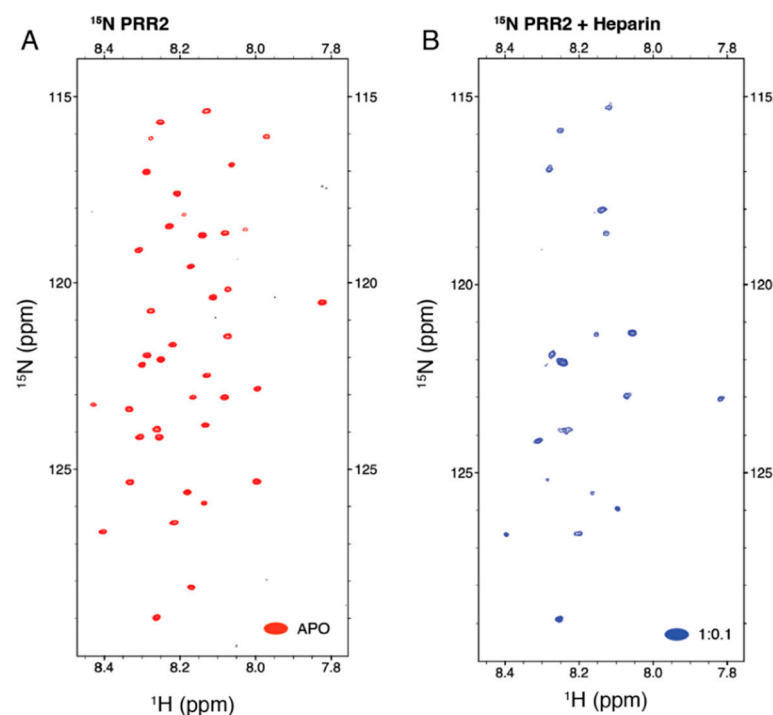 A
¹⁵N PRR2
8.4 8.2 8.0 7.8
115 115
120 120
125 125
¹⁵N (ppm)
APO
8.4 8.2 8.0 7.8
¹H (ppm)
B
¹⁵N PRR2 + Heparin
8.4 8.2 8.0 7.8
115 115
120 120
125 125
¹⁵N (ppm)
1:0.1
8.4 8.2 8.0 7.8
¹H (ppm)